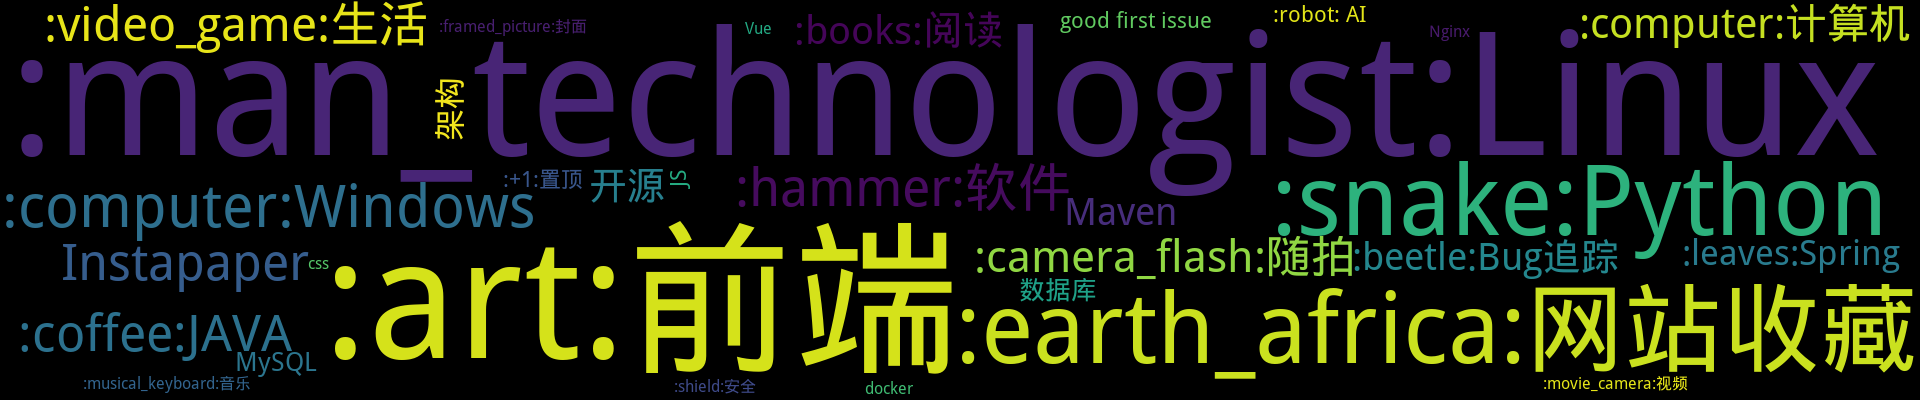 :video_game:生活
:framed_picture:封面
Vue
:books:阅读
good first issue
:robot: AI
Nginx
:computer:计算机
:man_technologist:Linux
架构
:computer:Windows
:+1:置顶
开源
JS
:hammer:软件
Maven
:snake:Python
Instapaper
css
:art:前端
:camera_flash:随拍
:beetle:Bug追踪
:leaves:Spring
数据库
:earth_africa:网站收藏
:coffee:JAVA
MySQL
:musical_keyboard:音乐
:shield:安全
docker
:movie_camera:视频